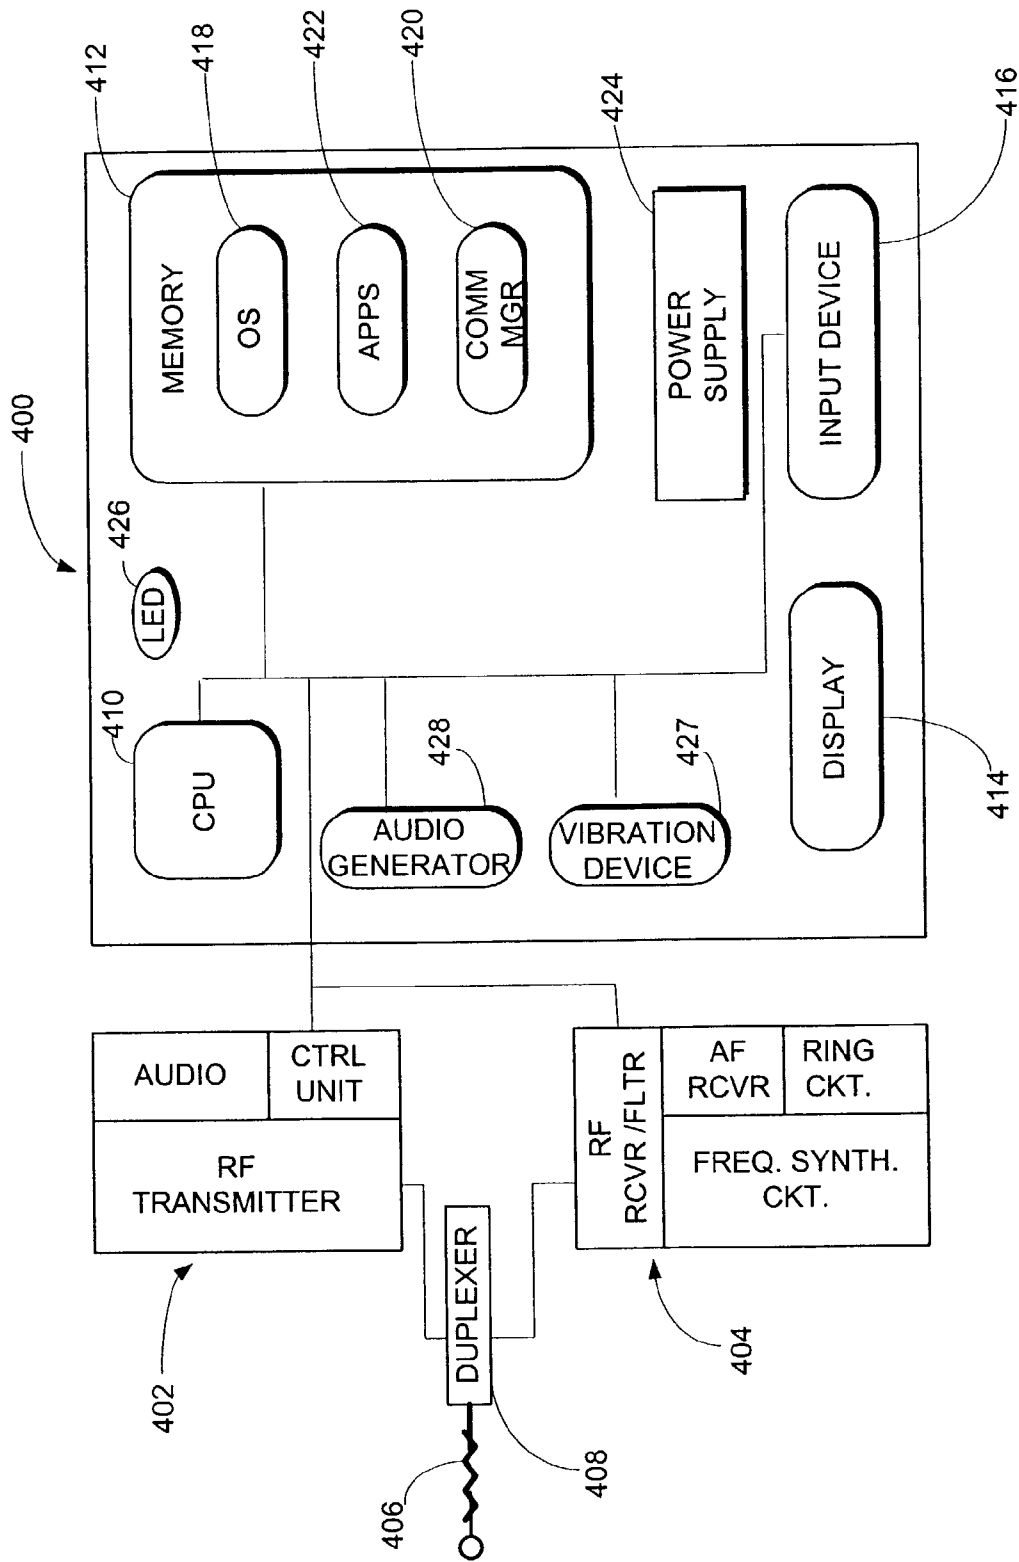 400
402
AUDIO
CTRL
UNIT
RF
TRANSMITTER
406
DUPLEXER
408
404
RF
RCVR /FLTR
AF
RCVR
RING
CKT.
FREQ. SYNTH.
CKT.
410
CPU
426
LED
412
MEMORY
418
OS
422
APPS
420
COMM
MGR
428
AUDIO
GENERATOR
427
VIBRATION
DEVICE
424
POWER
SUPPLY
414
DISPLAY
416
INPUT DEVICE